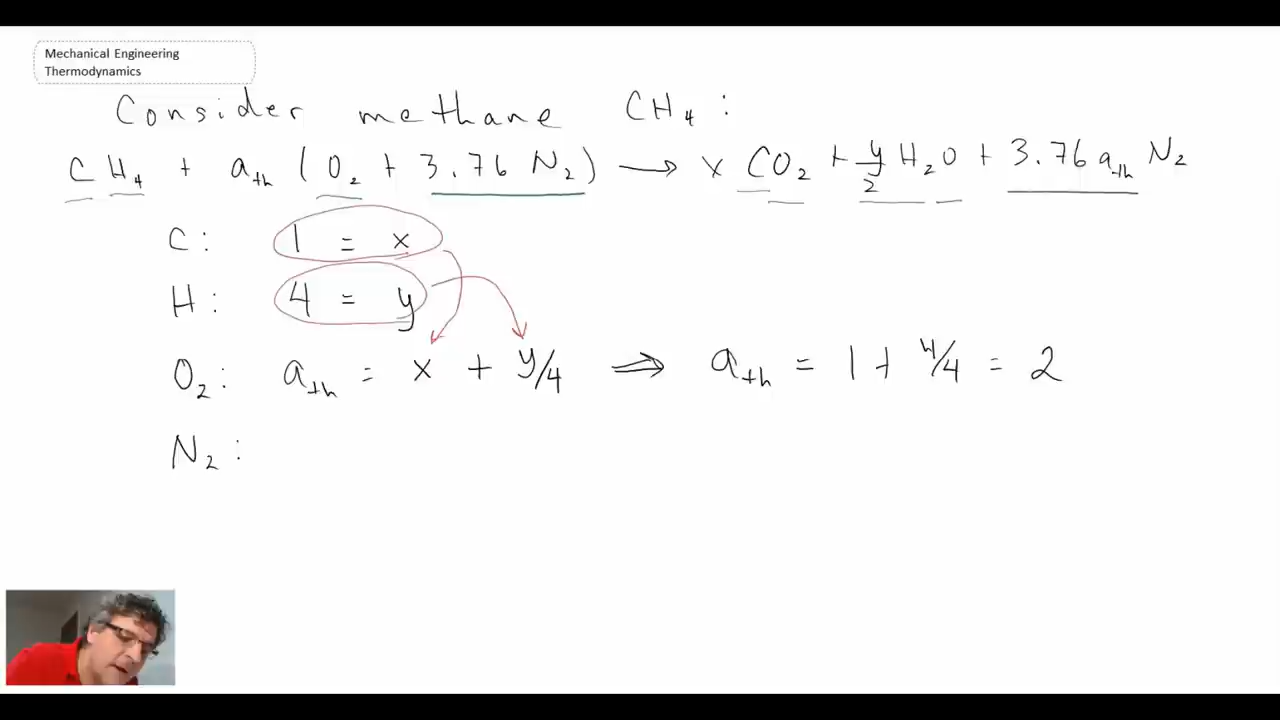 Mechanical Engineering
Thermodynamics
Consider methane CH₄ :
CH₄ + aₜₕ (O₂ + 3.76 N₂) → x CO₂ + y/2 H₂O + 3.76 aₜₕ N₂
C : 1 = x
H : 4 = y
O₂ : aₜₕ = x + y/4 ⇒ aₜₕ = 1 + 4/4 = 2
N₂ :